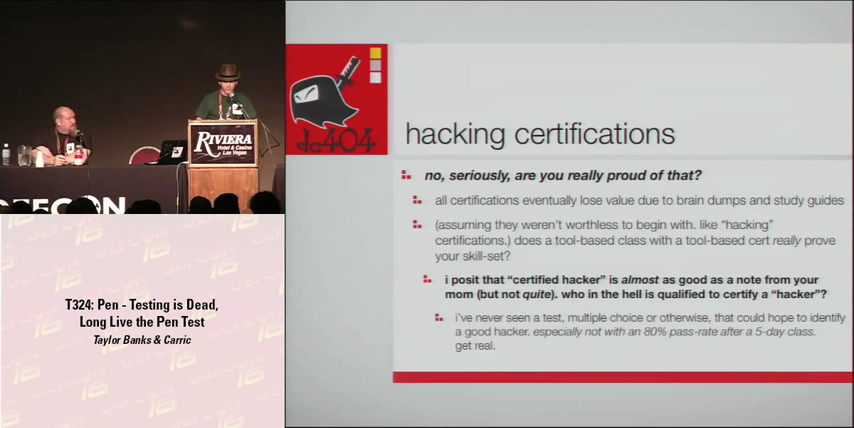 RIVIERA
Hotel & Casino
Las Vegas
DEFCON
T324: Pen - Testing is Dead,
Long Live the Pen Test
Taylor Banks & Carric
dc404
hacking certifications
no, seriously, are you really proud of that?
all certifications eventually lose value due to brain dumps and study guides
(assuming they weren't worthless to begin with. like "hacking"
certifications.) does a tool-based class with a tool-based cert really prove
your skill-set?
i posit that "certified hacker" is almost as good as a note from your
mom (but not quite). who in the hell is qualified to certify a "hacker"?
i've never seen a test, multiple choice or otherwise, that could hope to identify
a good hacker. especially not with an 80% pass-rate after a 5-day class.
get real.